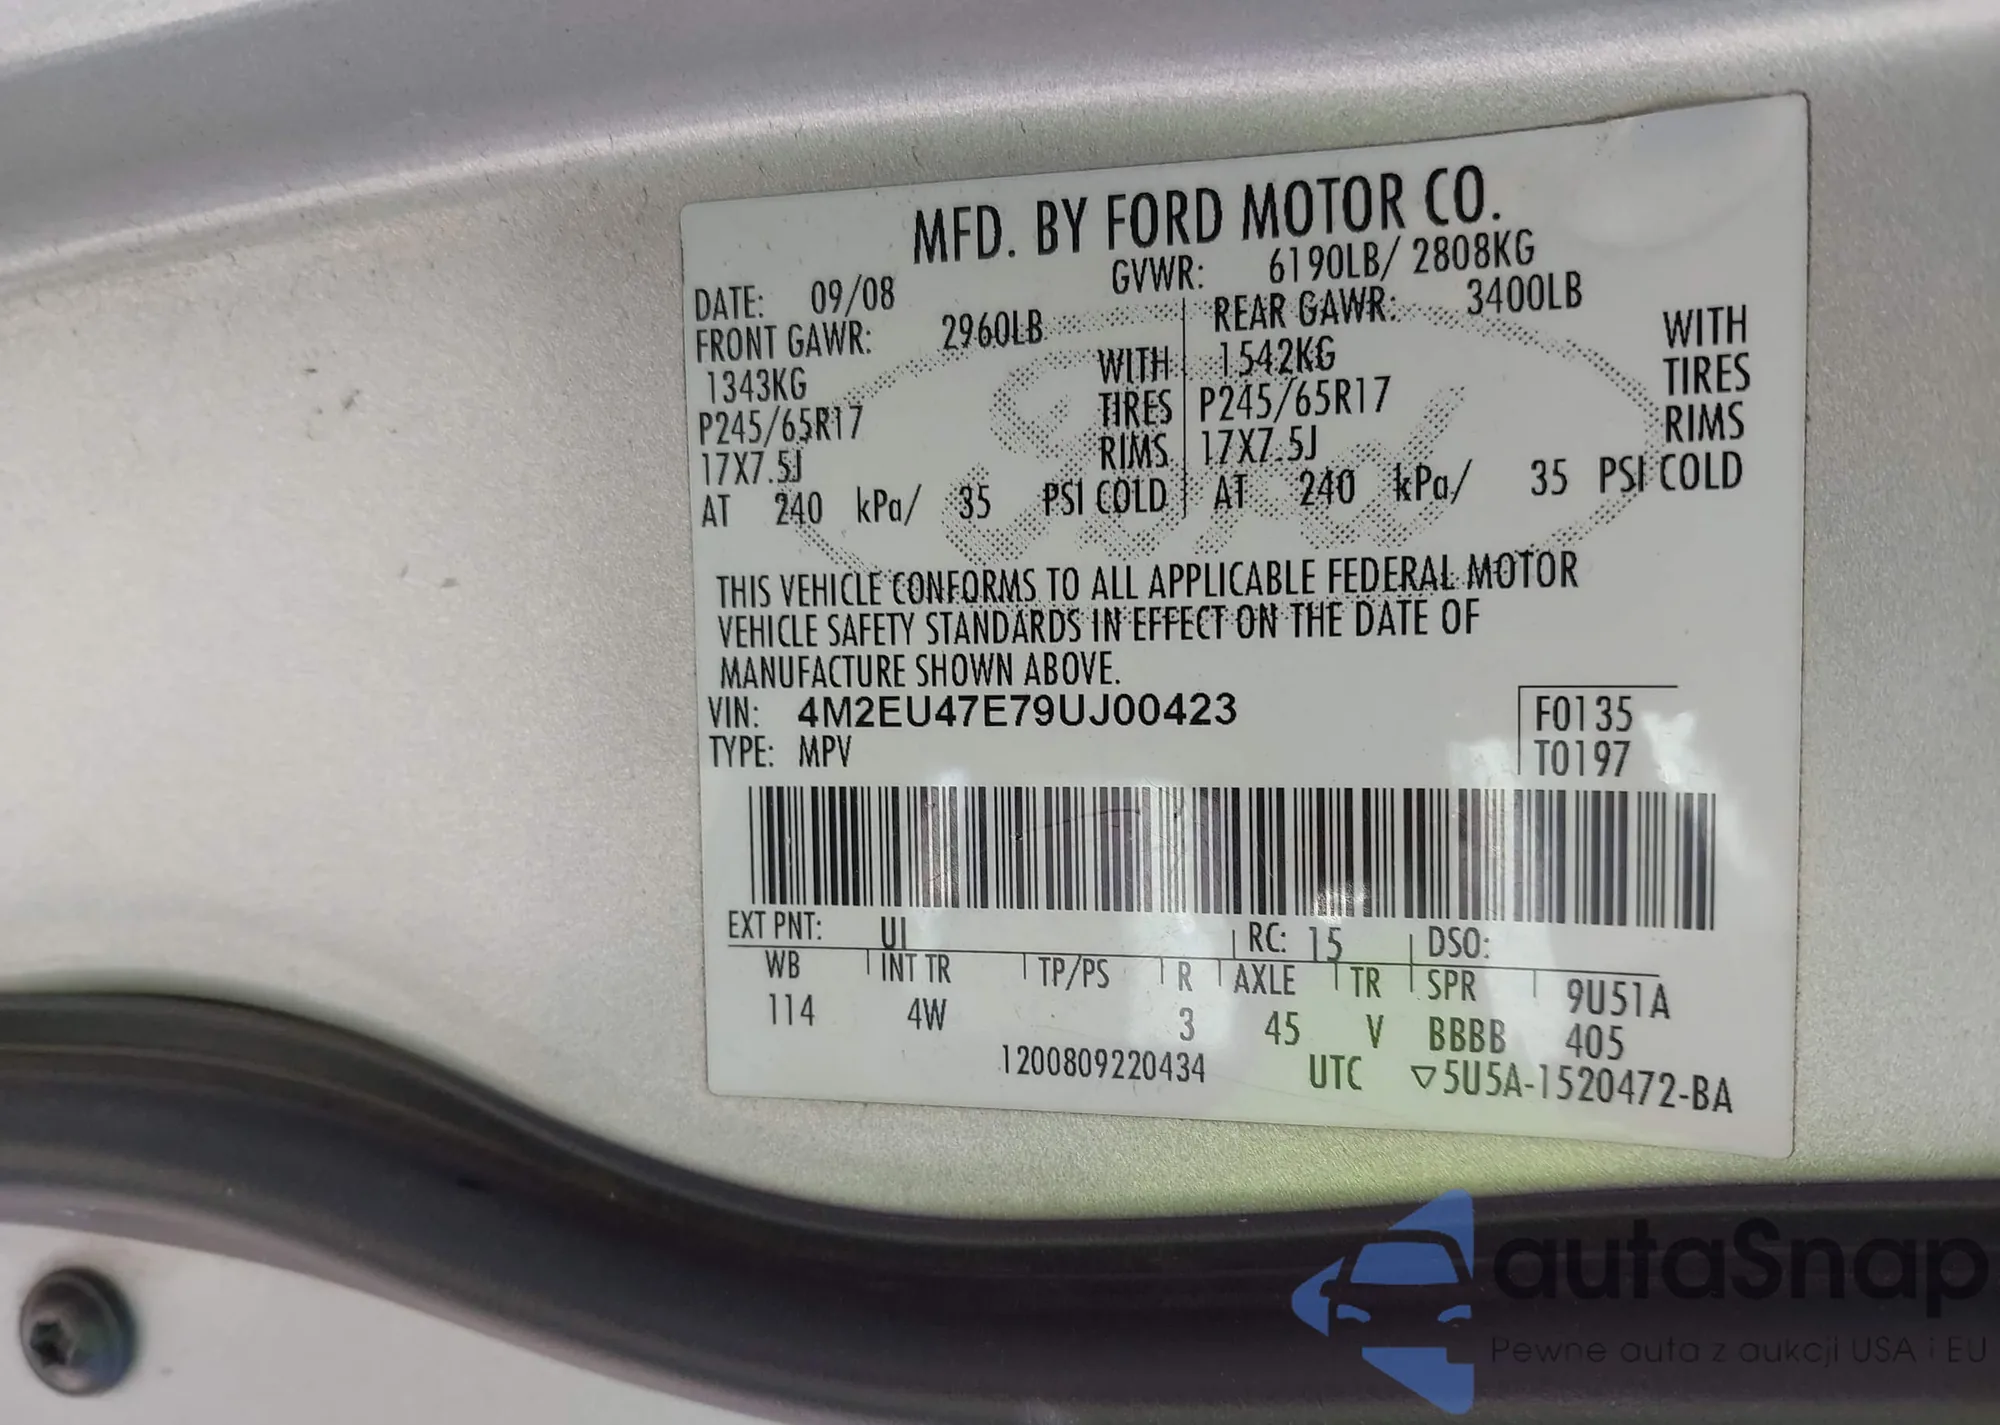 MFD. BY FORD MOTOR CO.
DATE: 09/08 GVWR: 6190LB/ 2808KG
FRONT GAWR: 2960LB REAR GAWR: 3400LB
1343KG WITH 1542KG WITH
P245/65R17 TIRES P245/65R17 TIRES
17X7.5J RIMS 17X7.5J RIMS
AT 240 kPa/ 35 PSI COLD AT 240 kPa/ 35 PSI COLD
THIS VEHICLE CONFORMS TO ALL APPLICABLE FEDERAL MOTOR
VEHICLE SAFETY STANDARDS IN EFFECT ON THE DATE OF
MANUFACTURE SHOWN ABOVE.
VIN: 4M2EU47E79UJ00423 F0135
TYPE: MPV T0197
EXT PNT: UI RC: 15 DSO:
WB INT TR TP/PS R AXLE TR SPR 9U51A
114 4W 3 45 V BBBB 405
1200809220434 UTC ▽5U5A-1520472-BA
autaSnap
Pewne auta z aukcji USA i EU